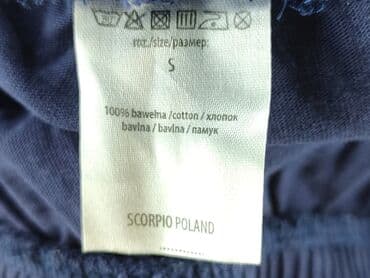 roz./size/размер:
S
100% bawełna/cotton / хлопок
bavlna / bavlna / памук
SCORPIO POLAND